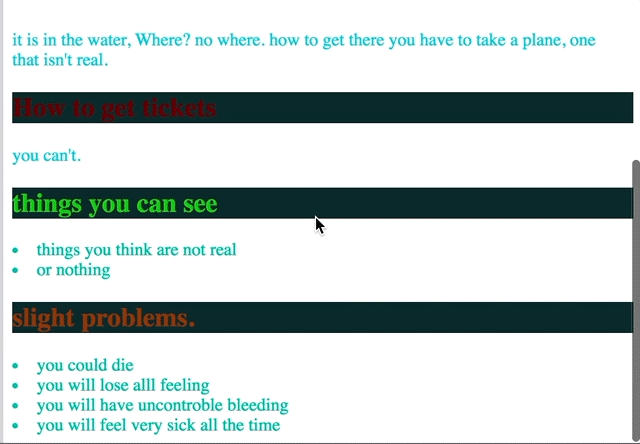 it is in the water, Where? no where. how to get there you have to take a plane, one
that isn't real.
How to get tickets
you can't.
things you can see
things you think are not real
or nothing
slight problems.
you could die
you will lose alll feeling
you will have uncontroble bleeding
you will feel very sick all the time